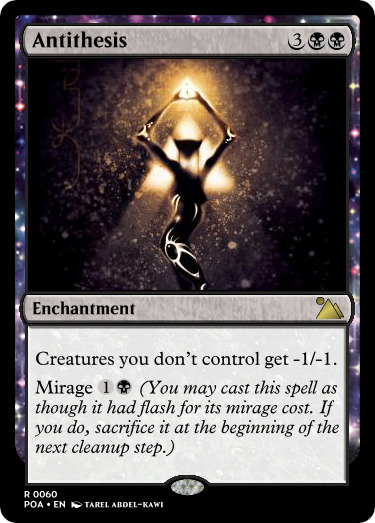 Antithesis 3
Enchantment
Creatures you don't control get -1/-1.
Mirage 1 (You may cast this spell as
though it had flash for its mirage cost. If
you do, sacrifice it at the beginning of the
next cleanup step.)
R 0060
POA • EN TAREL ABDEL-KAWI